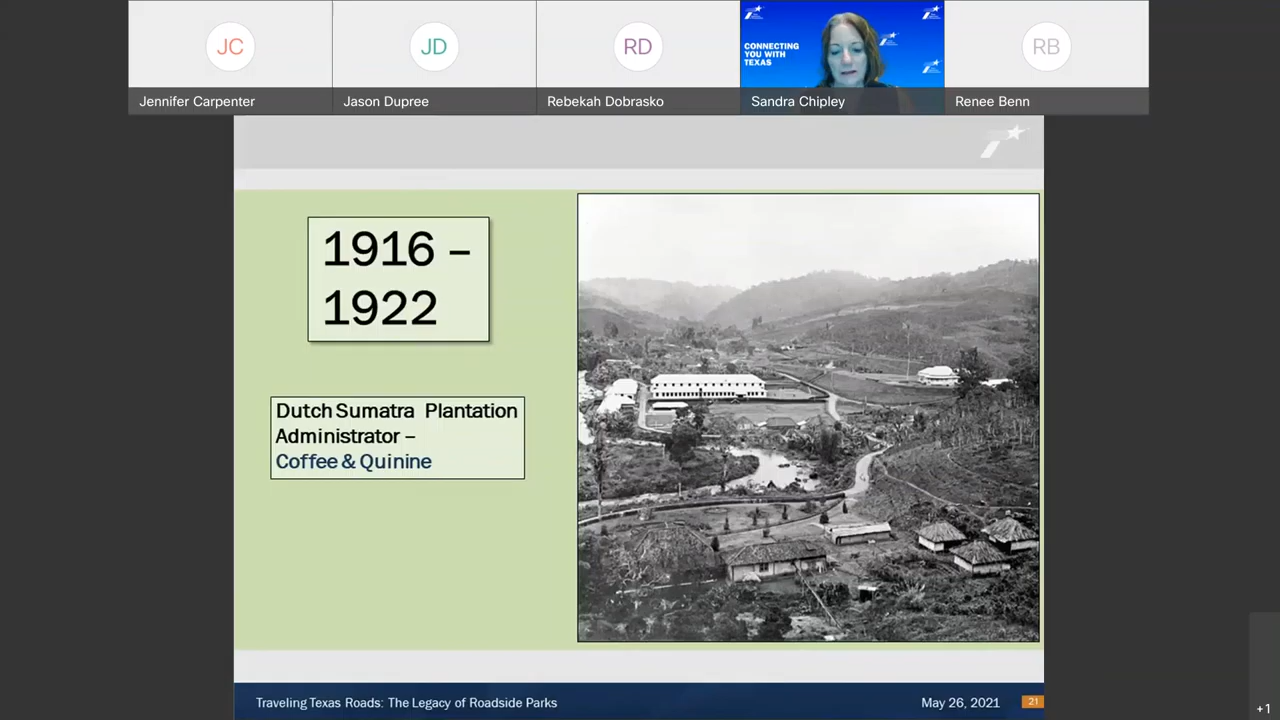 JC
JD
RD
CONNECTING
YOU WITH
TEXAS
RB
Jennifer Carpenter
Jason Dupree
Rebekah Dobrasko
Sandra Chipley
Renee Benn
1916 –
1922
Dutch Sumatra Plantation
Administrator –
Coffee & Quinine
Traveling Texas Roads: The Legacy of Roadside Parks
May 26, 2021
21
+1